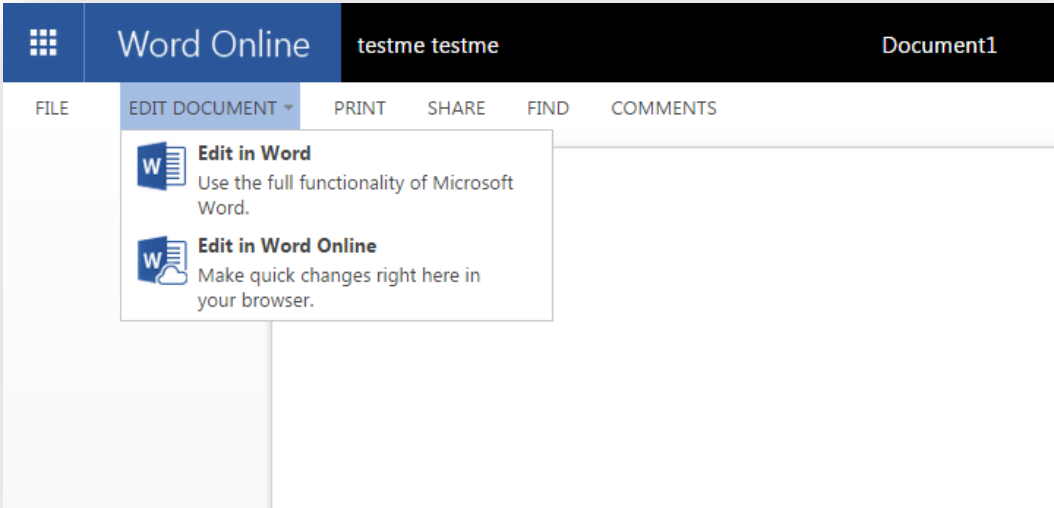 Word Online testme testme Document1
FILE EDIT DOCUMENT PRINT SHARE FIND COMMENTS
W Edit in Word
Use the full functionality of Microsoft
Word.
W Edit in Word Online
Make quick changes right here in
your browser.